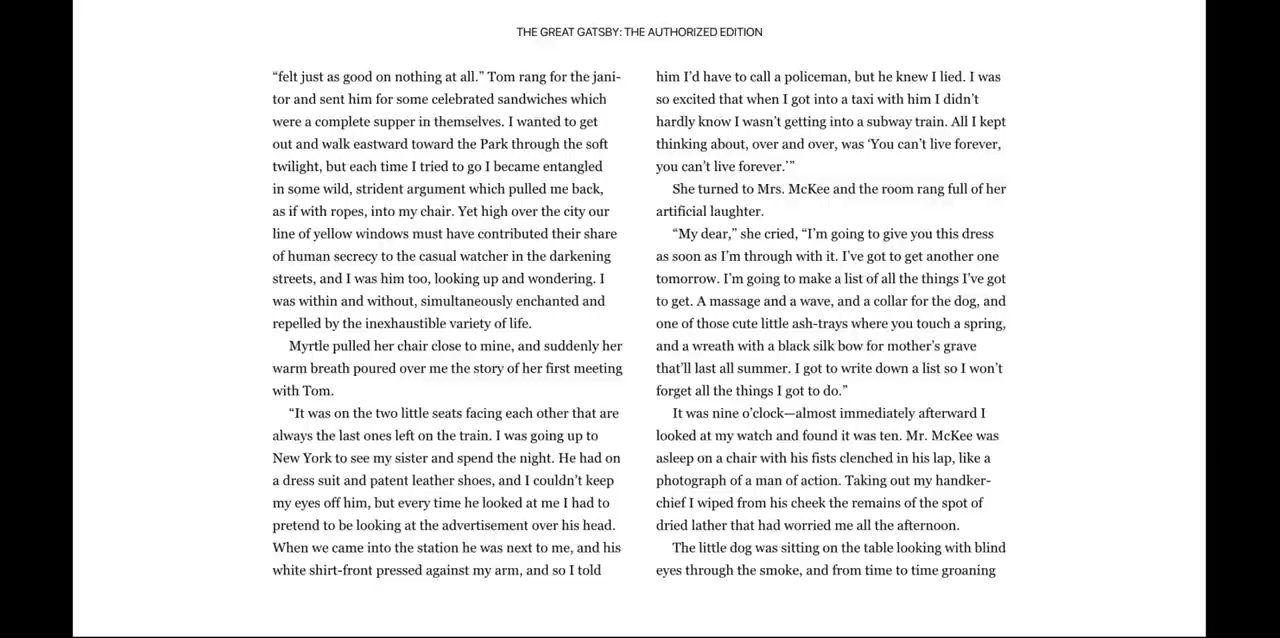 THE GREAT GATSBY: THE AUTHORIZED EDITION
“felt just as good on nothing at all.” Tom rang for the jani-
tor and sent him for some celebrated sandwiches which
were a complete supper in themselves. I wanted to get
out and walk eastward toward the Park through the soft
twilight, but each time I tried to go I became entangled
in some wild, strident argument which pulled me back,
as if with ropes, into my chair. Yet high over the city our
line of yellow windows must have contributed their share
of human secrecy to the casual watcher in the darkening
streets, and I was him too, looking up and wondering. I
was within and without, simultaneously enchanted and
repelled by the inexhaustible variety of life.
Myrtle pulled her chair close to mine, and suddenly her
warm breath poured over me the story of her first meeting
with Tom.
“It was on the two little seats facing each other that are
always the last ones left on the train. I was going up to
New York to see my sister and spend the night. He had on
a dress suit and patent leather shoes, and I couldn’t keep
my eyes off him, but every time he looked at me I had to
pretend to be looking at the advertisement over his head.
When we came into the station he was next to me, and his
white shirt-front pressed against my arm, and so I told
him I’d have to call a policeman, but he knew I lied. I was
so excited that when I got into a taxi with him I didn’t
hardly know I wasn’t getting into a subway train. All I kept
thinking about, over and over, was ‘You can’t live forever,
you can’t live forever.’”
She turned to Mrs. McKee and the room rang full of her
artificial laughter.
“My dear,” she cried, “I’m going to give you this dress
as soon as I’m through with it. I’ve got to get another one
tomorrow. I’m going to make a list of all the things I’ve got
to get. A massage and a wave, and a collar for the dog, and
one of those cute little ash-trays where you touch a spring,
and a wreath with a black silk bow for mother’s grave
that’ll last all summer. I got to write down a list so I won’t
forget all the things I got to do.”
It was nine o’clock—almost immediately afterward I
looked at my watch and found it was ten. Mr. McKee was
asleep on a chair with his fists clenched in his lap, like a
photograph of a man of action. Taking out my handker-
chief I wiped from his cheek the remains of the spot of
dried lather that had worried me all the afternoon.
The little dog was sitting on the table looking with blind
eyes through the smoke, and from time to time groaning